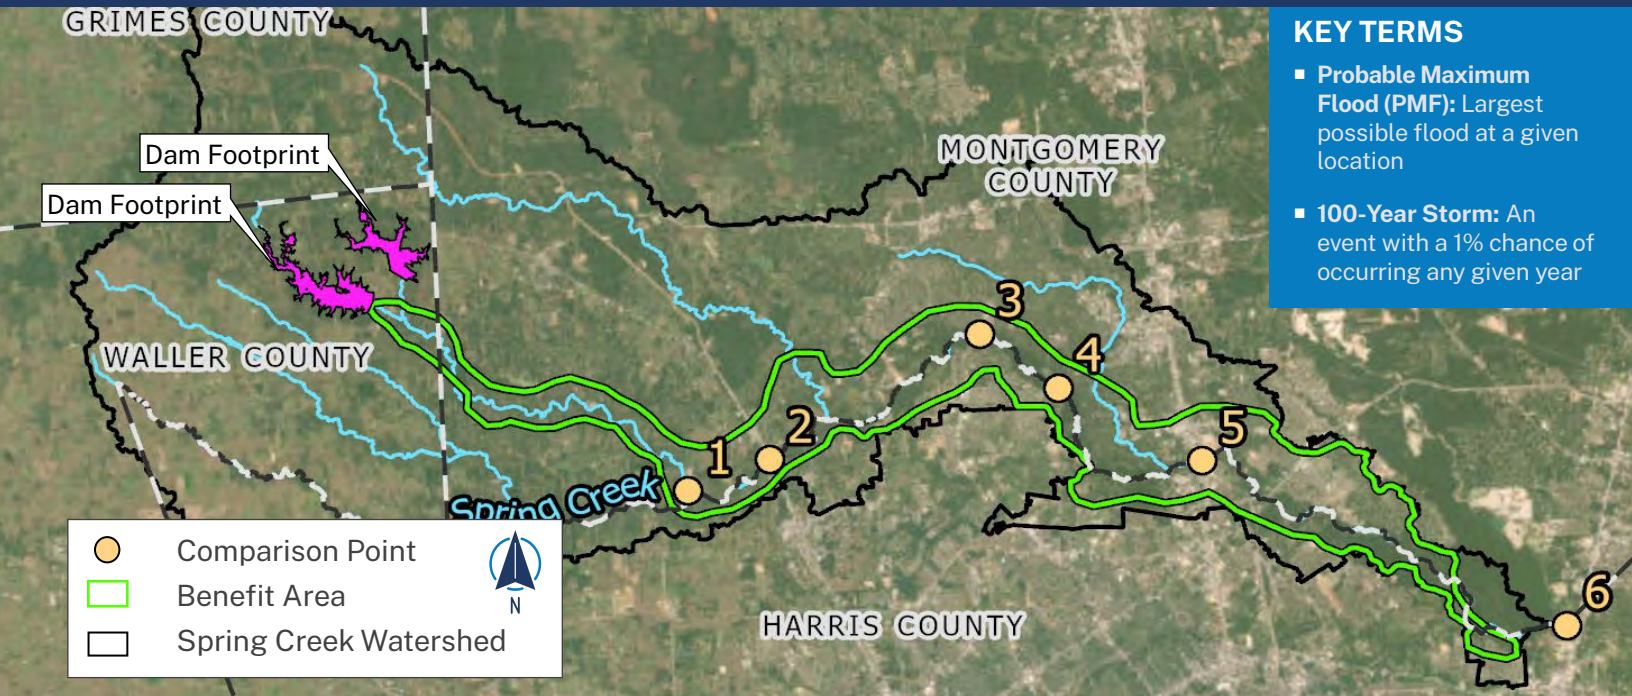 GRIMES COUNTY
Dam Footprint
Dam Footprint
MONTGOMERY
COUNTY
WALLER COUNTY
Spring Creek
1
2
3
4
5
6
HARRIS COUNTY
Comparison Point
Benefit Area
Spring Creek Watershed
N
KEY TERMS
▪ Probable Maximum
Flood (PMF): Largest
possible flood at a given
location
▪ 100-Year Storm: An
event with a 1% chance of
occurring any given year